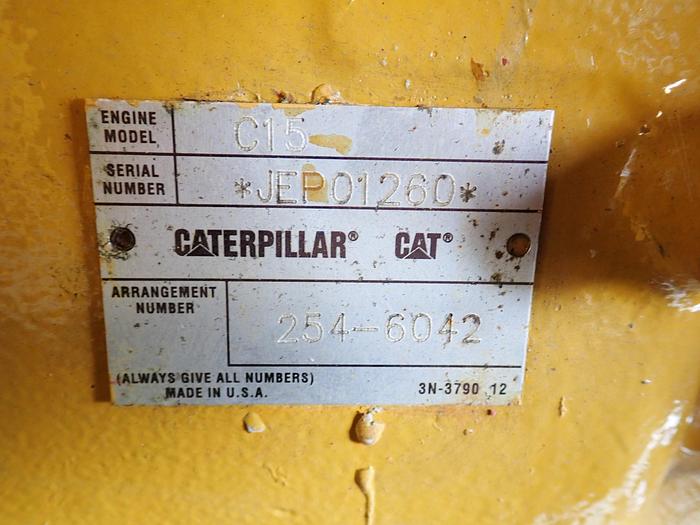 ENGINE MODEL C15
SERIAL NUMBER *JEP01260*
CATERPILLAR® CAT®
ARRANGEMENT NUMBER 254-6042
(ALWAYS GIVE ALL NUMBERS)
MADE IN U.S.A. 3N-3790 12